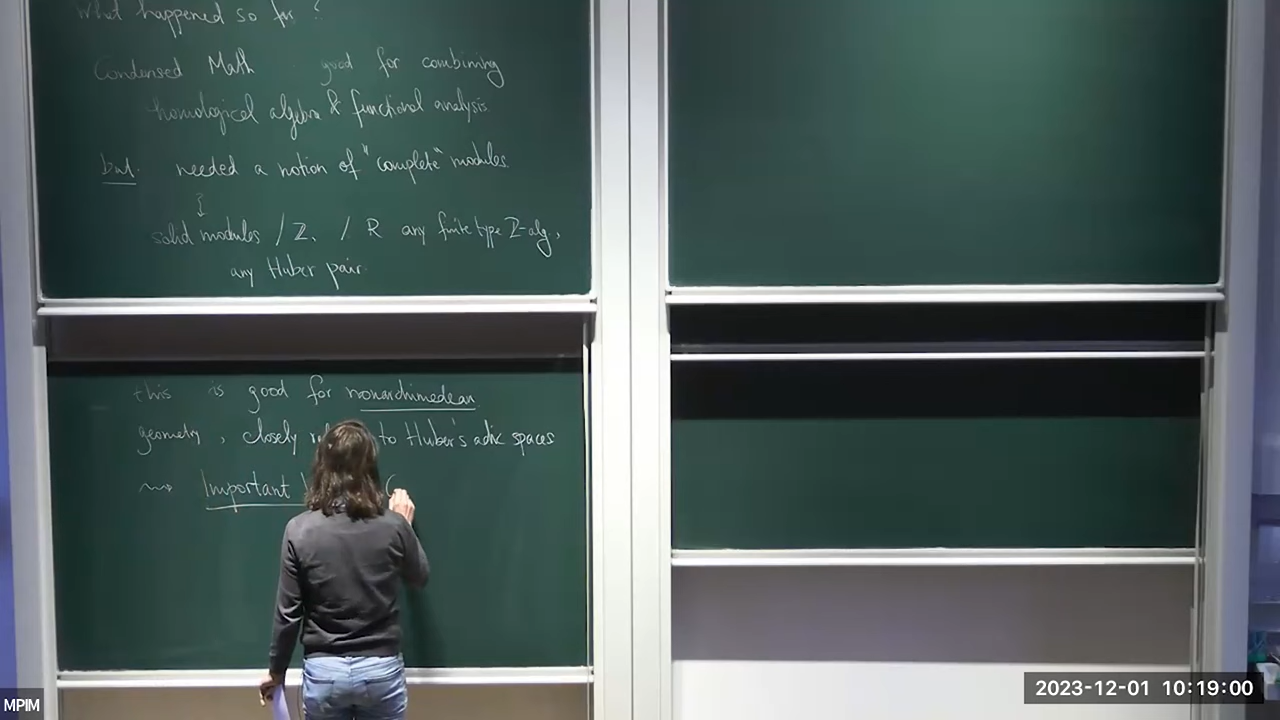 What happened so far ?
Condensed Math good for combining
homological algebra & functional analysis
but: needed a notion of "complete" modules
solid modules / Z, / R any finite type Z-alg.,
any Huber pair.
this is good for nonarchimedean
geometry, closely to Huber's adic spaces
Important
MPIM
2023-12-01 10:19:00